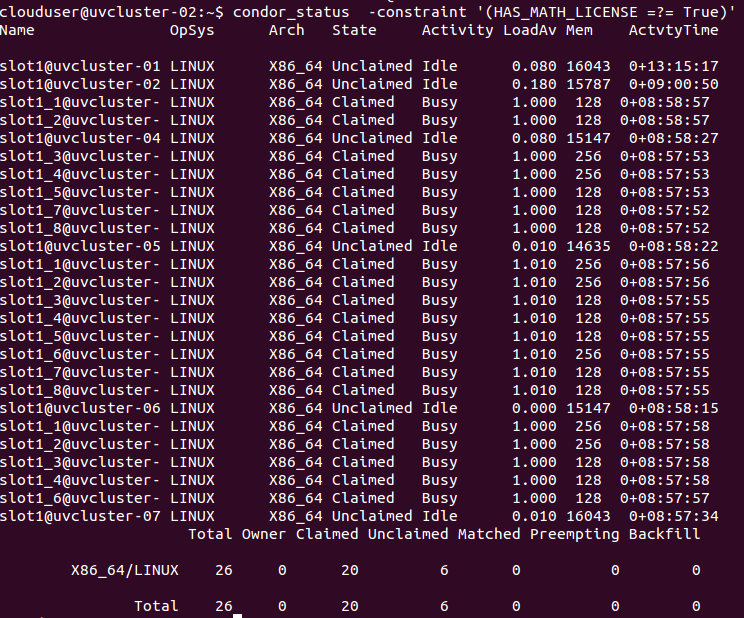 clouduser@uvcluster-02:~$ condor_status  -constraint '(HAS_MATH_LICENSE =?= True)'
Name               OpSys      Arch   State     Activity LoadAv Mem   ActvtyTime
slot1@uvcluster-01 LINUX      X86_64 Unclaimed Idle      0.080 16043  0+13:15:17
slot1@uvcluster-02 LINUX      X86_64 Unclaimed Idle      0.180 15787  0+09:00:50
slot1_1@uvcluster- LINUX      X86_64 Claimed   Busy      1.000  128  0+08:58:57
slot1_2@uvcluster- LINUX      X86_64 Claimed   Busy      1.000  128  0+08:58:57
slot1@uvcluster-04 LINUX      X86_64 Unclaimed Idle      0.080 15147  0+08:58:27
slot1_3@uvcluster- LINUX      X86_64 Claimed   Busy      1.000  256  0+08:57:53
slot1_4@uvcluster- LINUX      X86_64 Claimed   Busy      1.000  256  0+08:57:53
slot1_5@uvcluster- LINUX      X86_64 Claimed   Busy      1.000  128  0+08:57:53
slot1_7@uvcluster- LINUX      X86_64 Claimed   Busy      1.000  128  0+08:57:52
slot1_8@uvcluster- LINUX      X86_64 Claimed   Busy      1.000  128  0+08:57:52
slot1@uvcluster-05 LINUX      X86_64 Unclaimed Idle      0.010 14635  0+08:58:22
slot1_1@uvcluster- LINUX      X86_64 Claimed   Busy      1.010  256  0+08:57:56
slot1_2@uvcluster- LINUX      X86_64 Claimed   Busy      1.010  256  0+08:57:56
slot1_3@uvcluster- LINUX      X86_64 Claimed   Busy      1.010  128  0+08:57:55
slot1_4@uvcluster- LINUX      X86_64 Claimed   Busy      1.010  128  0+08:57:55
slot1_5@uvcluster- LINUX      X86_64 Claimed   Busy      1.010  128  0+08:57:55
slot1_6@uvcluster- LINUX      X86_64 Claimed   Busy      1.010  256  0+08:57:55
slot1_7@uvcluster- LINUX      X86_64 Claimed   Busy      1.010  128  0+08:57:55
slot1_8@uvcluster- LINUX      X86_64 Claimed   Busy      1.010  128  0+08:57:55
slot1@uvcluster-06 LINUX      X86_64 Unclaimed Idle      0.000 15147  0+08:58:15
slot1_1@uvcluster- LINUX      X86_64 Claimed   Busy      1.000  256  0+08:57:58
slot1_2@uvcluster- LINUX      X86_64 Claimed   Busy      1.000  256  0+08:57:58
slot1_3@uvcluster- LINUX      X86_64 Claimed   Busy      1.000  128  0+08:57:58
slot1_4@uvcluster- LINUX      X86_64 Claimed   Busy      1.000  128  0+08:57:58
slot1_6@uvcluster- LINUX      X86_64 Claimed   Busy      1.000  256  0+08:57:57
slot1@uvcluster-07 LINUX      X86_64 Unclaimed Idle      0.010 16043  0+08:57:34
Total Owner Claimed Unclaimed Matched Preempting Backfill
X86_64/LINUX    26     0      20         6       0          0        0
Total    26     0      20         6       0          0        0